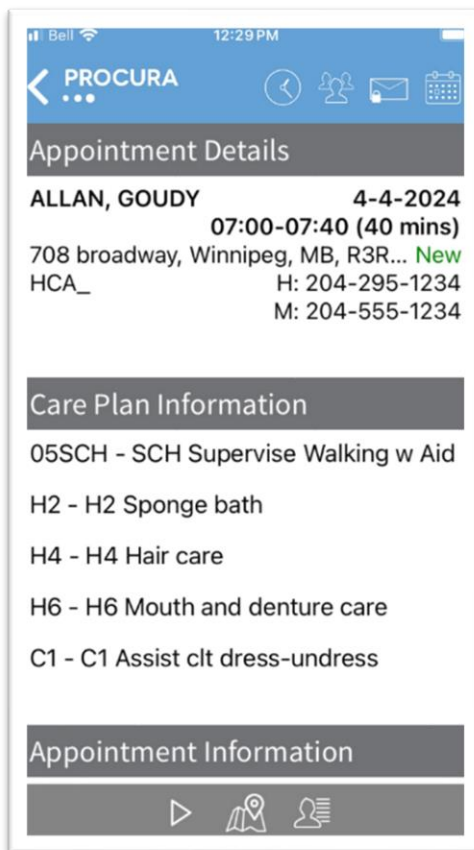 Bell 12:29 PM
PROCURA
Appointment Details
ALLAN, GOUDY 4-4-2024
07:00-07:40 (40 mins)
708 broadway, Winnipeg, MB, R3R... New
HCA_ H: 204-295-1234
M: 204-555-1234
Care Plan Information
05SCH - SCH Supervise Walking w Aid
H2 - H2 Sponge bath
H4 - H4 Hair care
H6 - H6 Mouth and denture care
C1 - C1 Assist clt dress-undress
Appointment Information